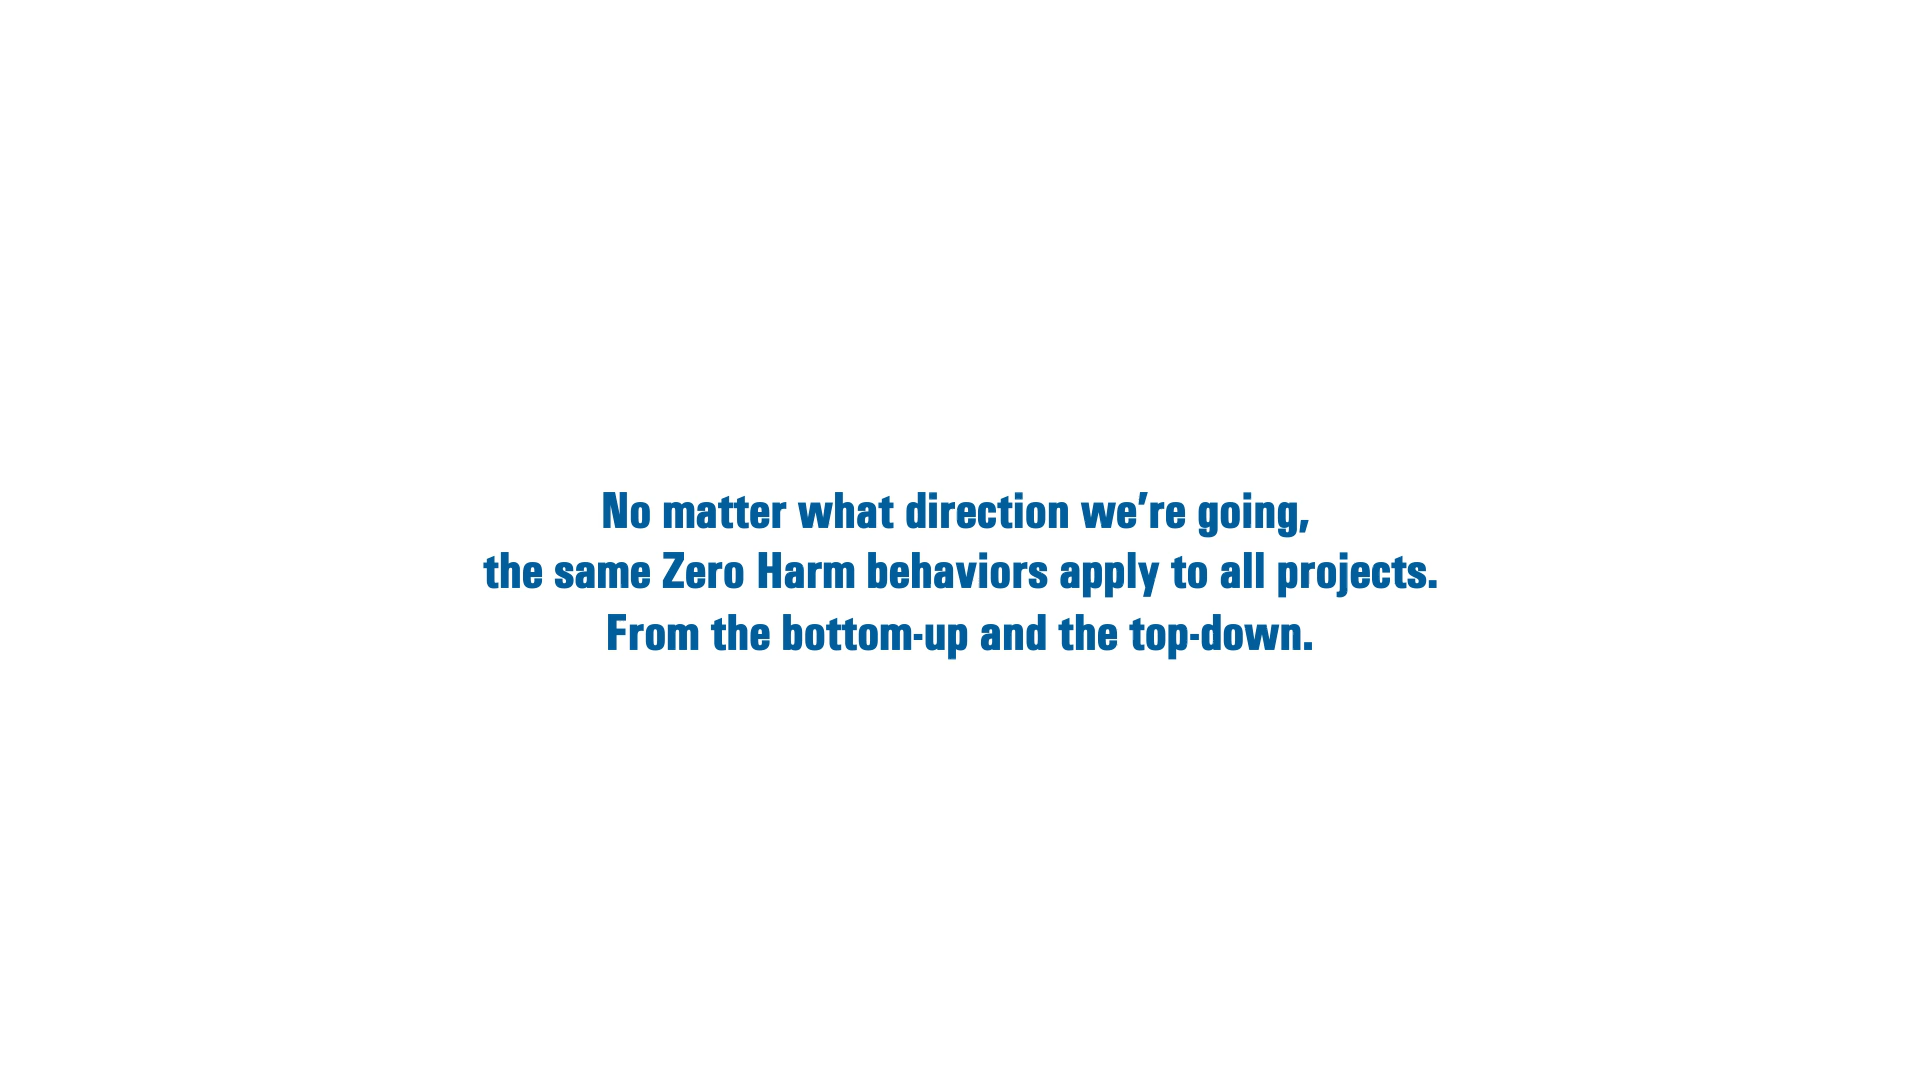 No matter what direction we’re going,
the same Zero Harm behaviors apply to all projects.
From the bottom-up and the top-down.